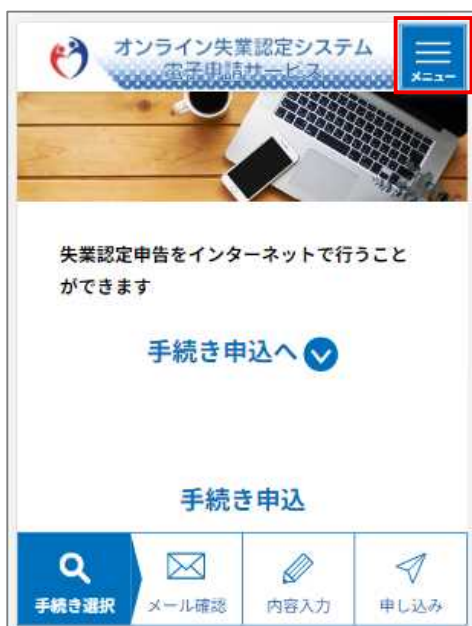 オンライン失業認定システム
電子申請サービス
メニュー
失業認定申告をインターネットで行うこと
ができます
手続き申込へ
手続き申込
手続き選択
メール確認
内容入力
申し込み